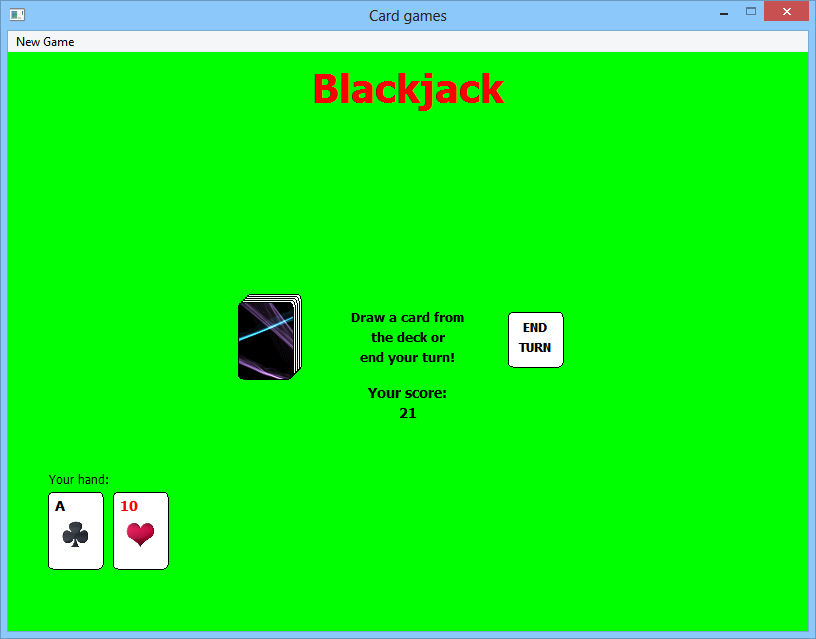 Card games
New Game
Blackjack
Draw a card from
the deck or
end your turn!
END
TURN
Your score:
21
Your hand:
A
10